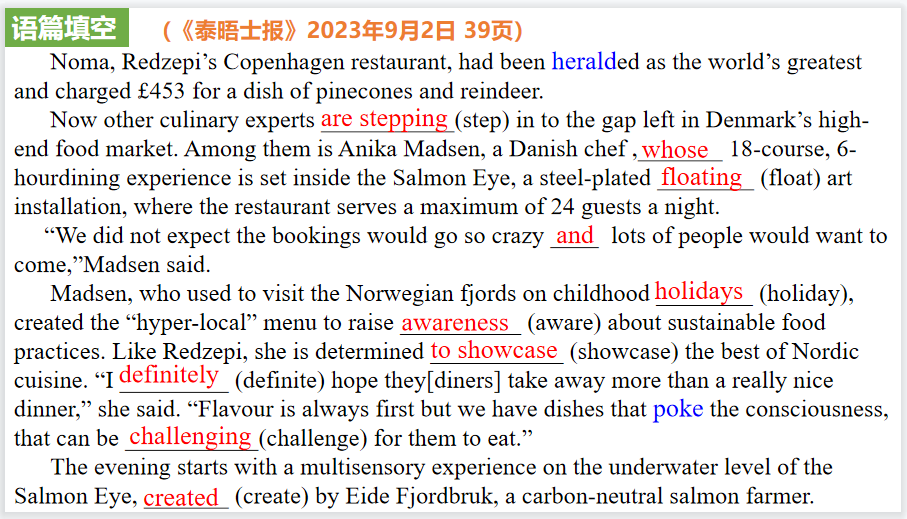 语篇填空 (《泰晤士报》2023年9月2日 39页)
Noma, Redzepi's Copenhagen restaurant, had been heralded as the world's greatest
and charged £453 for a dish of pinecones and reindeer.
Now other culinary experts are stepping (step) in to the gap left in Denmark's high-
end food market. Among them is Anika Madsen, a Danish chef , whose 18-course, 6-
hourdining experience is set inside the Salmon Eye, a steel-plated floating (float) art
installation, where the restaurant serves a maximum of 24 guests a night.
“We did not expect the bookings would go so crazy and lots of people would want to
come,”Madsen said.
Madsen, who used to visit the Norwegian fjords on childhood holidays (holiday),
created the “hyper-local” menu to raise awareness (aware) about sustainable food
practices. Like Redzepi, she is determined to showcase (showcase) the best of Nordic
cuisine. “I definitely (definite) hope they[diners] take away more than a really nice
dinner,” she said. “Flavour is always first but we have dishes that poke the consciousness,
that can be challenging (challenge) for them to eat.”
The evening starts with a multisensory experience on the underwater level of the
Salmon Eye, created (create) by Eide Fjordbruk, a carbon-neutral salmon farmer.